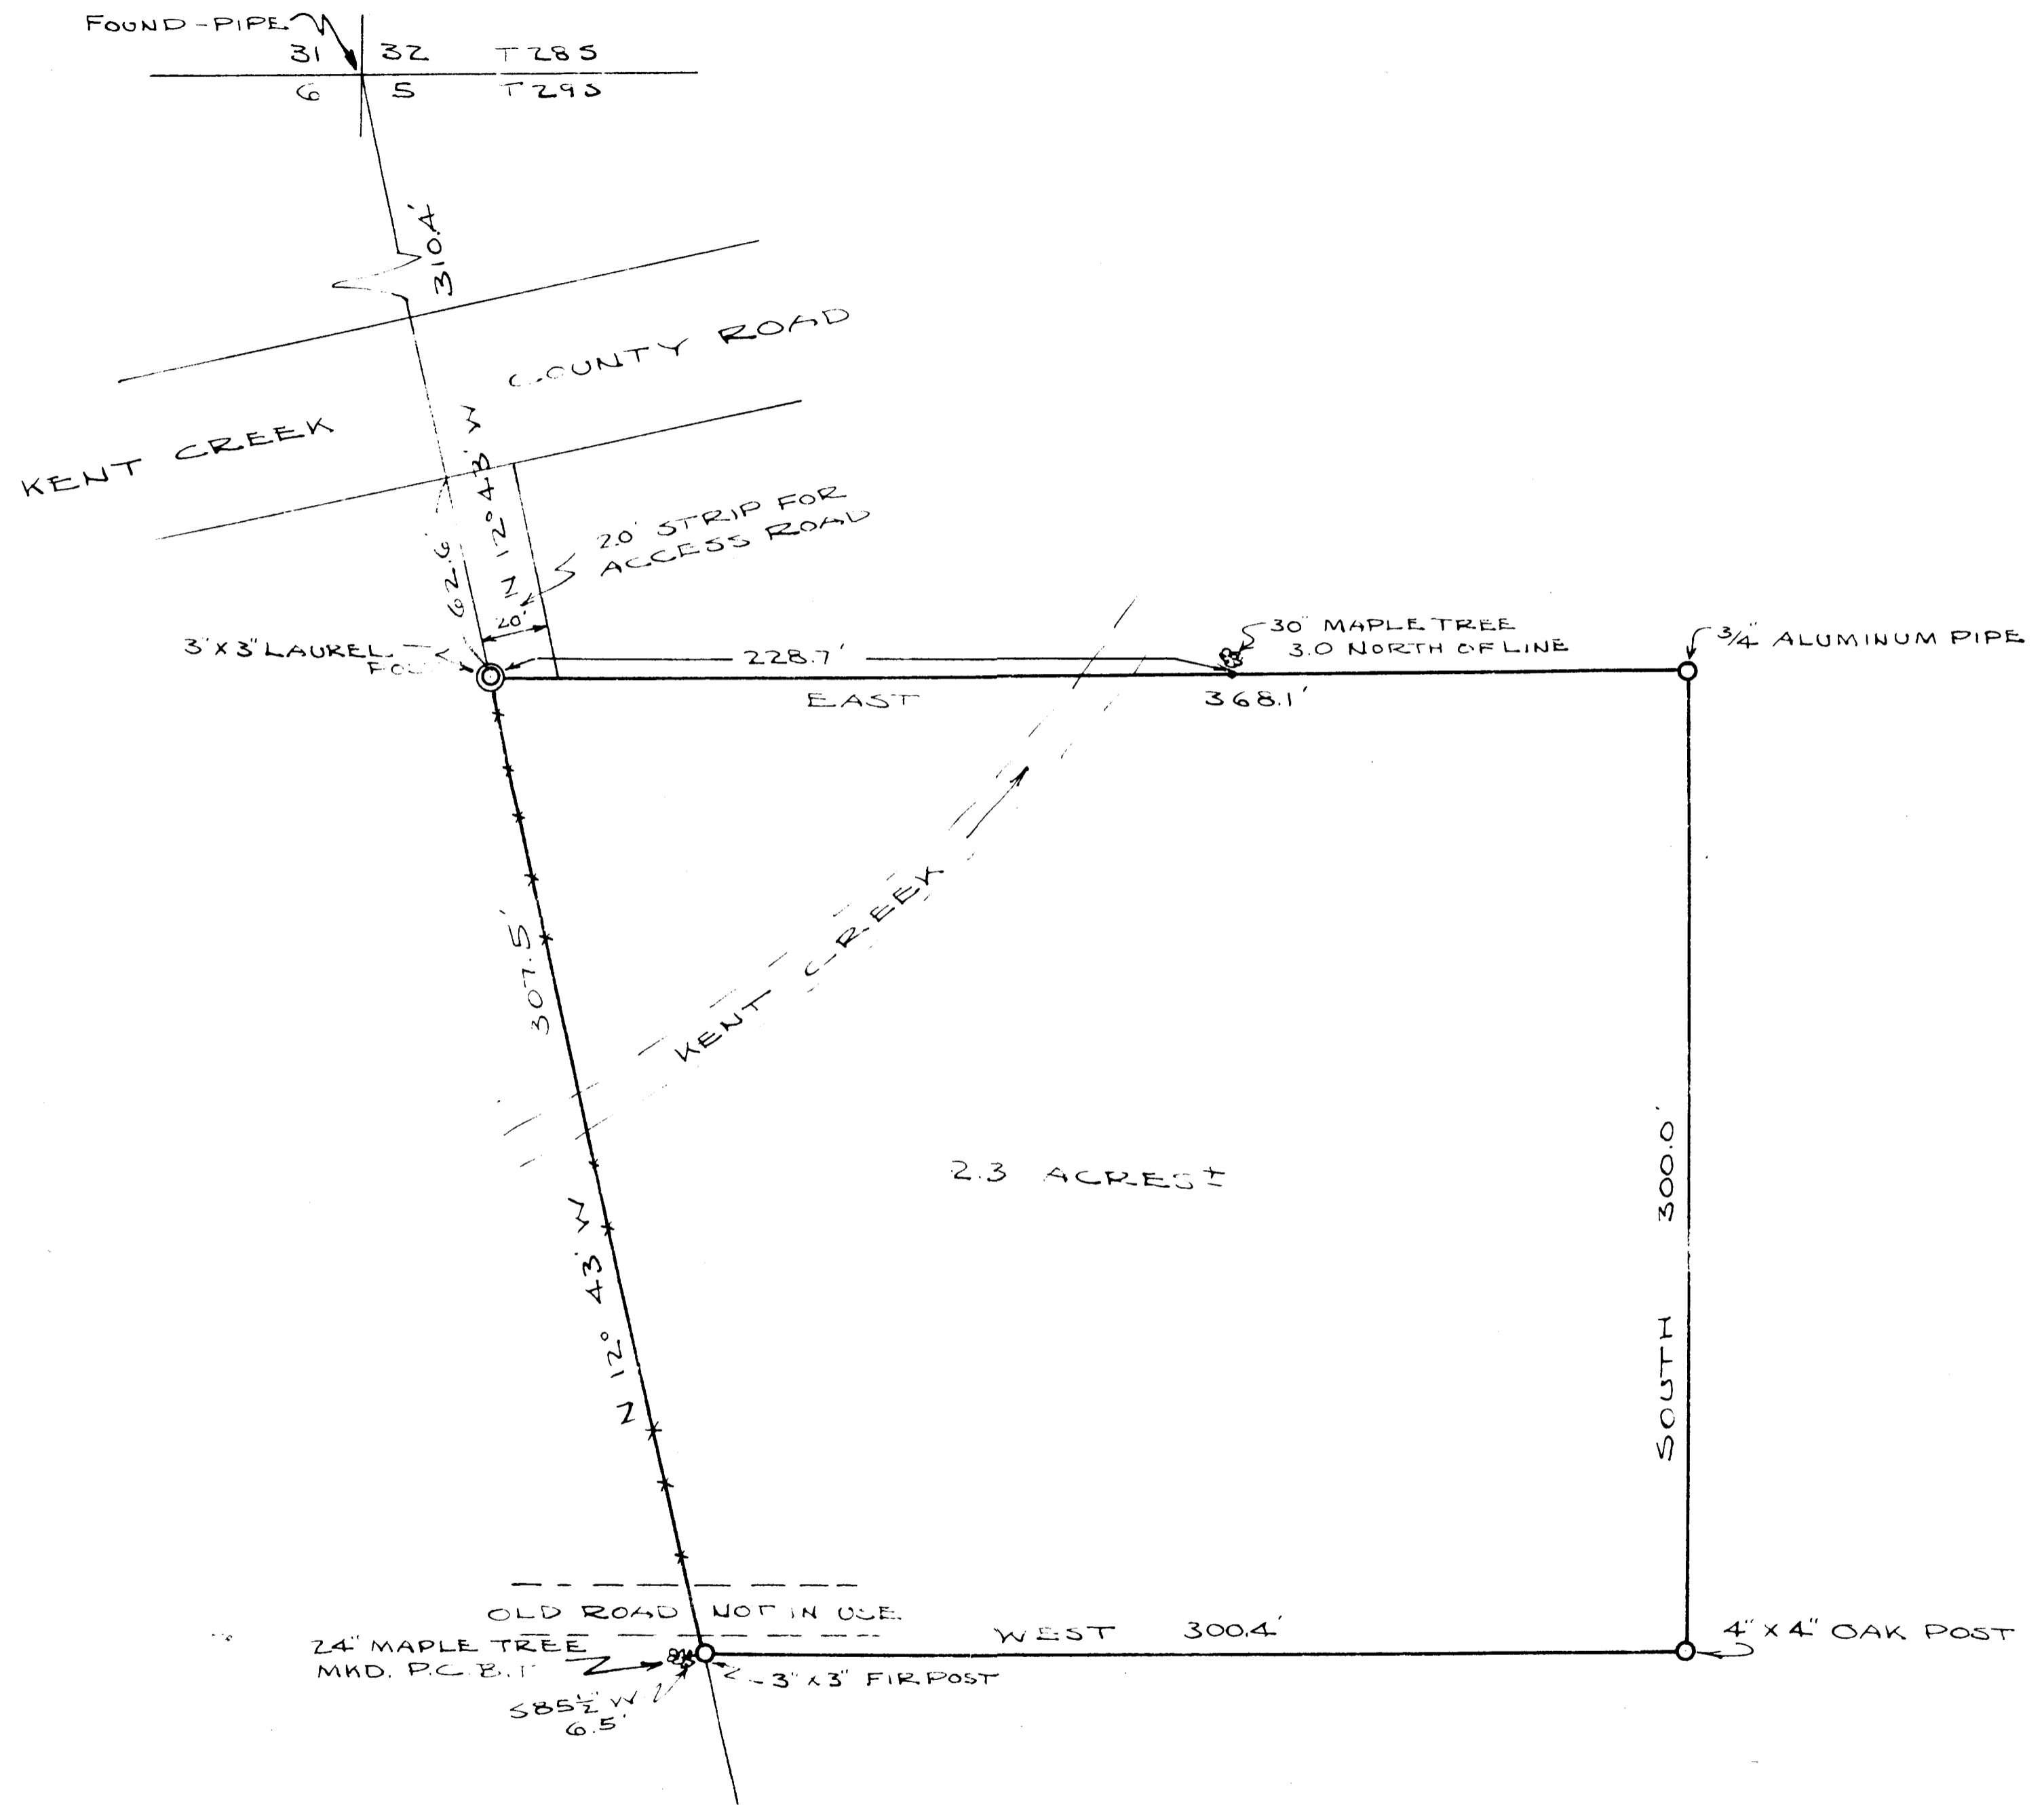 FOUND-PIPE
31 32 T28S
6 5 T29S
310.4'
KENT CREEK COUNTY ROAD
N 12° 43' W
62.6'
20' STRIP FOR
ACCESS ROAD
20'
3"X3" LAUREL
228.7'
30" MAPLE TREE
3.0 NORTH OF LINE
3/4" ALUMINUM PIPE
EAST 368.1'
KENT CREEK
307.5'
N 12° 43' W
2.3 ACRES±
SOUTH 300.0'
OLD ROAD NOT IN USE
24" MAPLE TREE
MKD. P.C.B.T
S85½° W
6.5'
3"X3" FIR POST
WEST 300.4'
4"X4" OAK POST